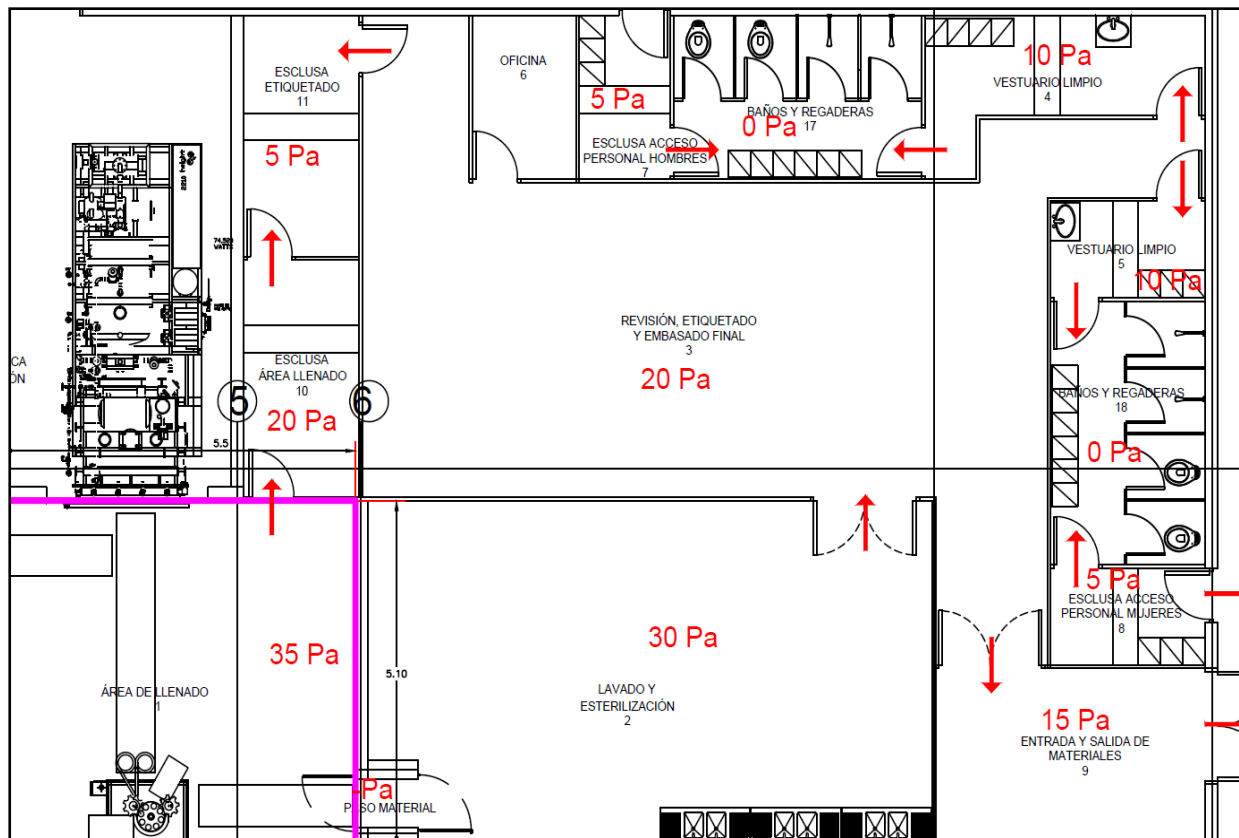 ESCLUSA
ETIQUETADO
11
5 Pa
OFICINA
6
5 Pa
ESCLUSA ACCESO
PERSONAL HOMBRES
7
BAÑOS Y REGADERAS
17
0 Pa
10 Pa
VESTUARIO LIMPIO
4
VESTUARIO LIMPIO
5
10 Pa
REVISIÓN, ETIQUETADO
Y EMBASADO FINAL
3
20 Pa
ESCLUSA
ÁREA LLENADO
10
20 Pa
5
6
5.5
BAÑOS Y REGADERAS
18
0 Pa
5 Pa
ESCLUSA ACCESO
PERSONAL MUJERES
8
35 Pa
ÁREA DE LLENADO
1
5.10
30 Pa
LAVADO Y
ESTERILIZACIÓN
2
15 Pa
ENTRADA Y SALIDA DE
MATERIALES
9
Pa
PASO MATERIAL